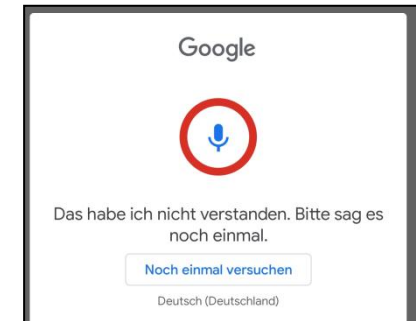 Google
Das habe ich nicht verstanden. Bitte sag es
noch einmal.
Noch einmal versuchen
Deutsch (Deutschland)